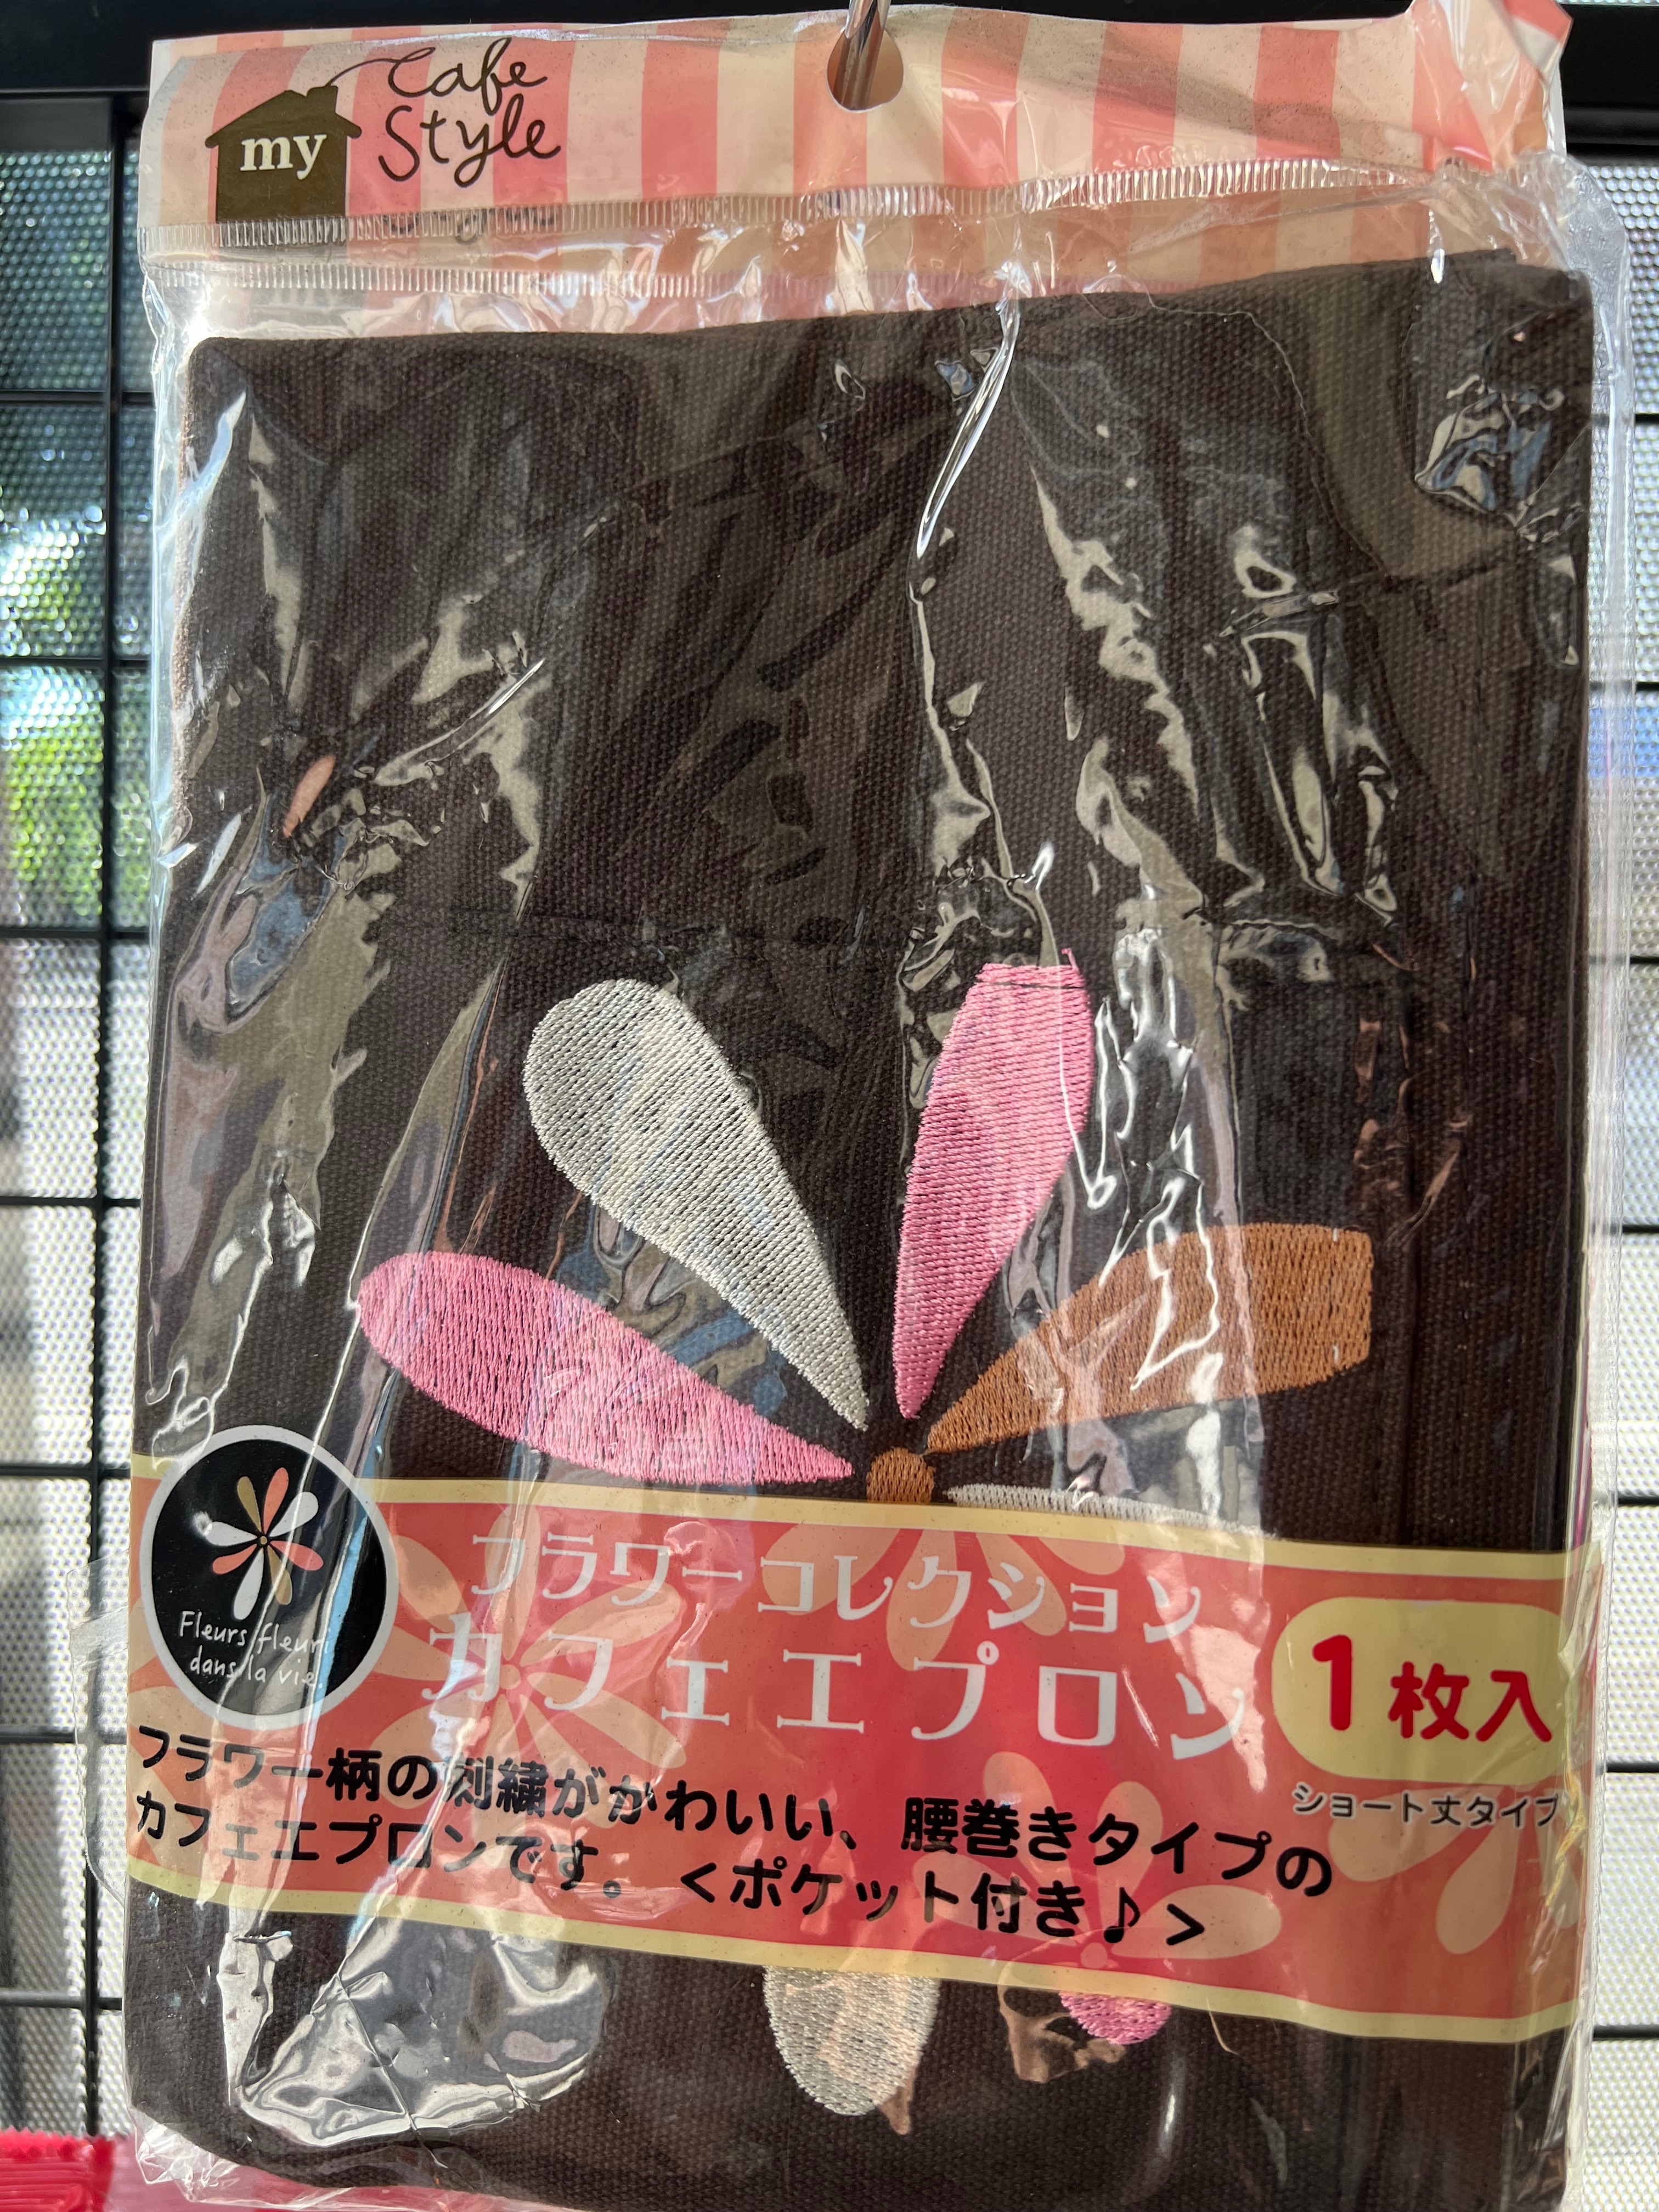 my
Cafe
Style
Fleurs fleuri
dans la vie.
フラワーコレクション
カフェエプロン
1枚入
ショート丈タイプ
フラワー柄の刺繍がかわいい、腰巻きタイプの
カフェエプロンです。<ポケット付き♪>